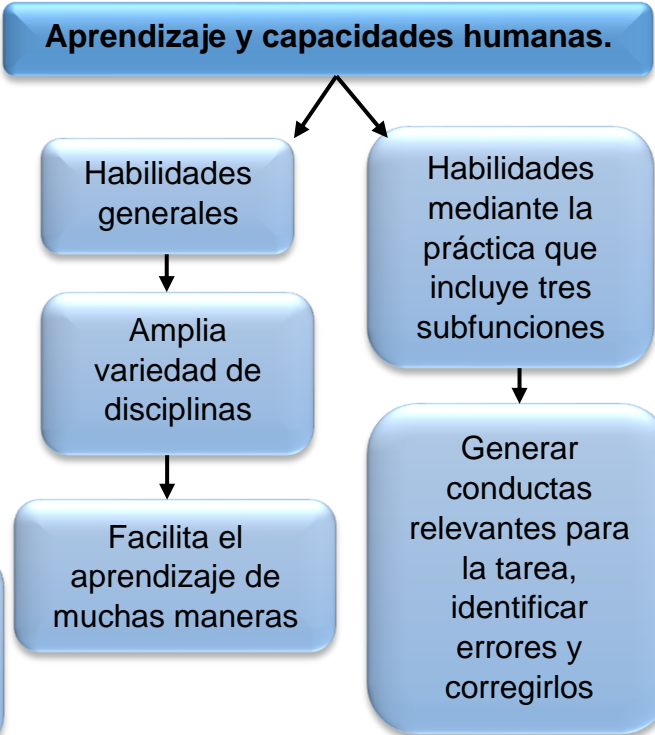 Aprendizaje y capacidades humanas.
Habilidades
generales
Amplia
variedad de
disciplinas
Facilita el
aprendizaje de
muchas maneras
Habilidades
mediante la
práctica que
incluye tres
subfunciones
Generar
conductas
relevantes para
la tarea,
identificar
errores y
corregirlos